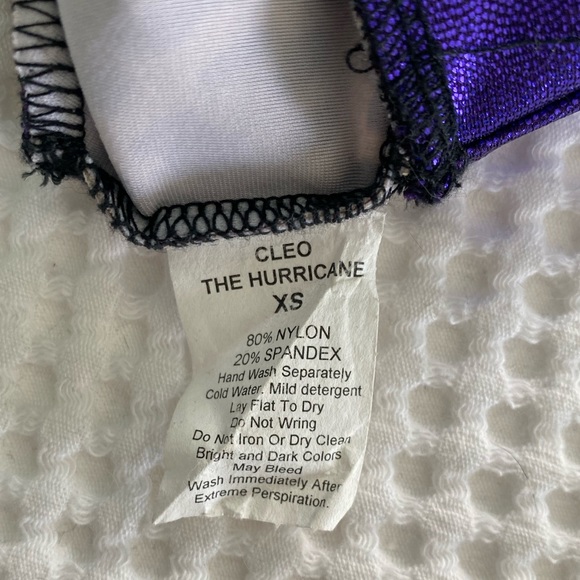 CLEO
THE HURRICANE
XS
80% NYLON
20% SPANDEX
Hand Wash Separately
Cold Water. Mild detergent
Lay Flat To Dry
Do Not Wring
Do Not Iron Or Dry Clean
Bright and Dark Colors
May Bleed
Wash Immediately After
Extreme Perspiration.